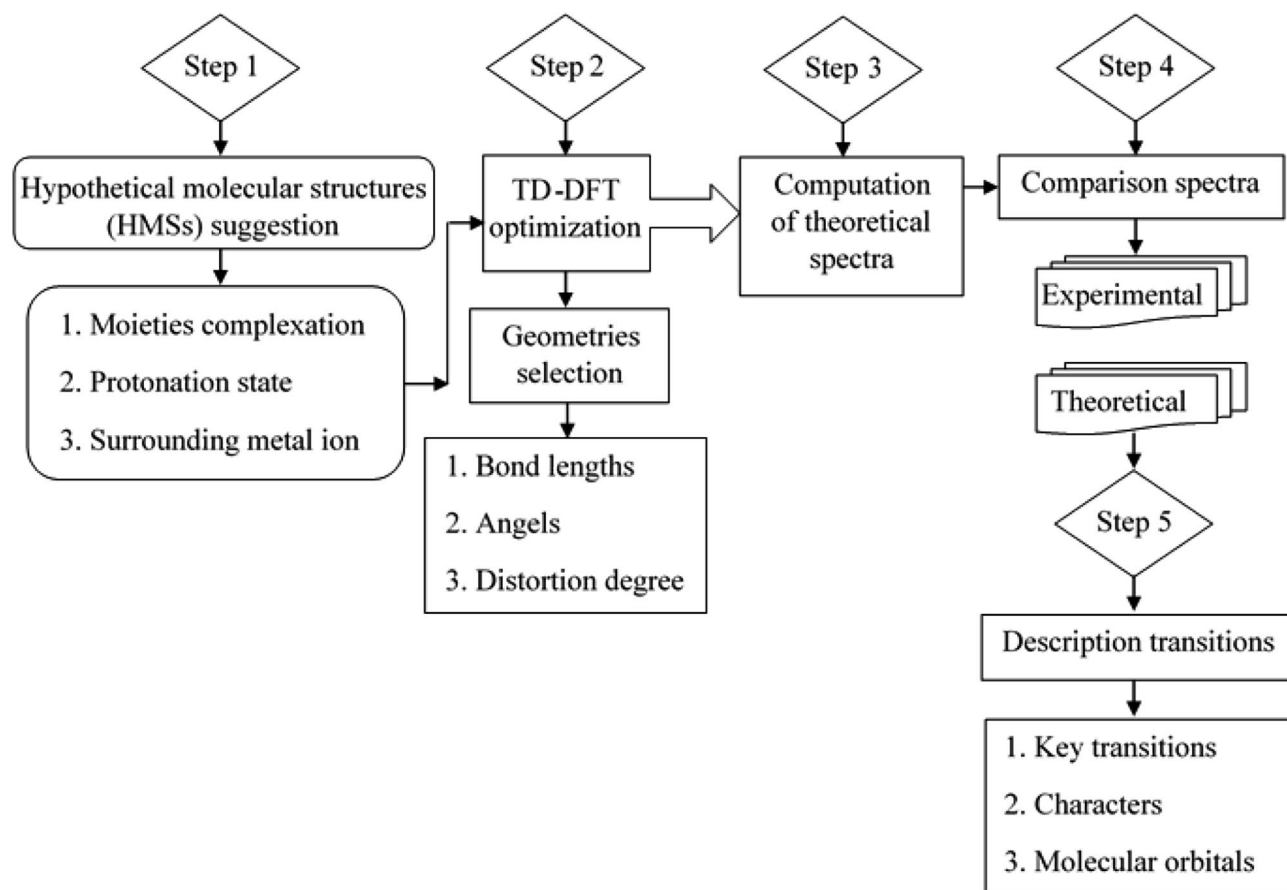 Step 1
Hypothetical molecular structures
(HMSs) suggestion
1. Moieties complexation
2. Protonation state
3. Surrounding metal ion
Step 2
TD-DFT
optimization
Geometries
selection
1. Bond lengths
2. Angels
3. Distortion degree
Step 3
Computation
of theoretical
spectra
Step 4
Comparison spectra
Experimental
Theoretical
Step 5
Description transitions
1. Key transitions
2. Characters
3. Molecular orbitals